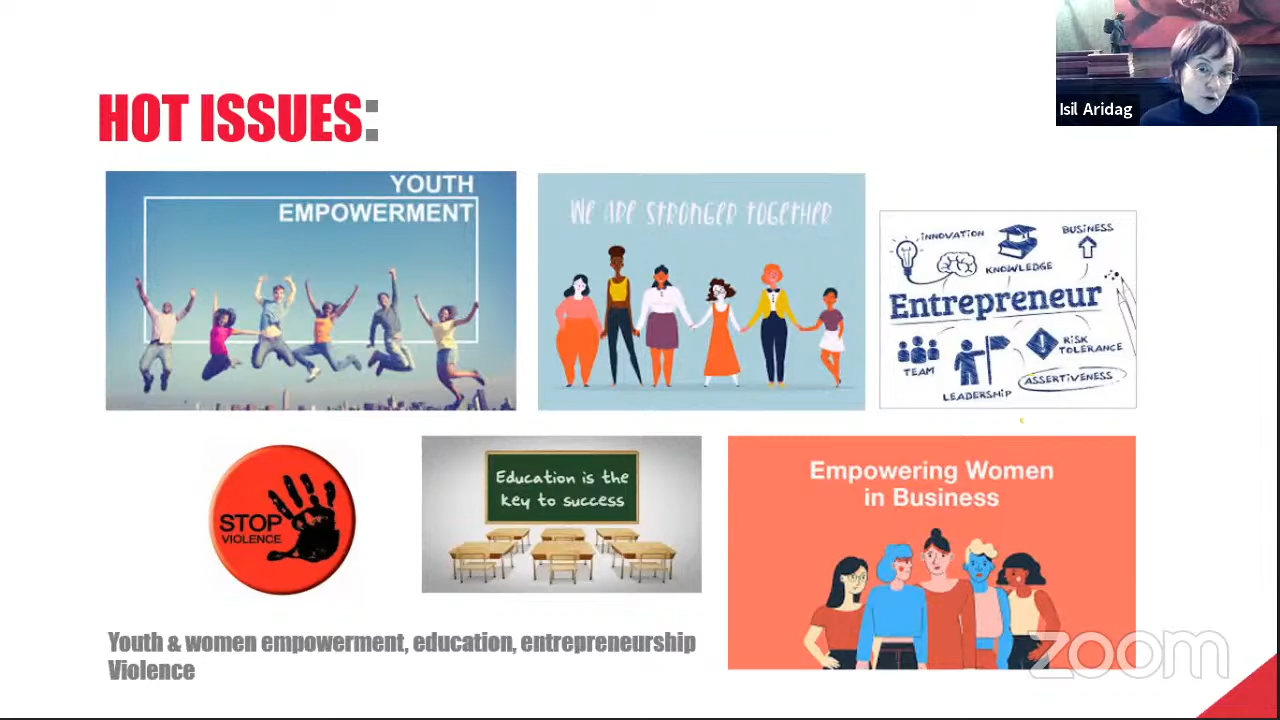 HOT ISSUES:
Isil Aridag
YOUTH
EMPOWERMENT
WE ARE STRONGER TOGETHER
INNOVATION
KNOWLEDGE
BUSINESS
Entrepreneur
TEAM
LEADERSHIP
RISK
TOLERANCE
ASSERTIVENESS
STOP
VIOLENCE
Education is the
key to success
Empowering Women
in Business
Youth & women empowerment, education, entrepreneurship
Violence
zoom